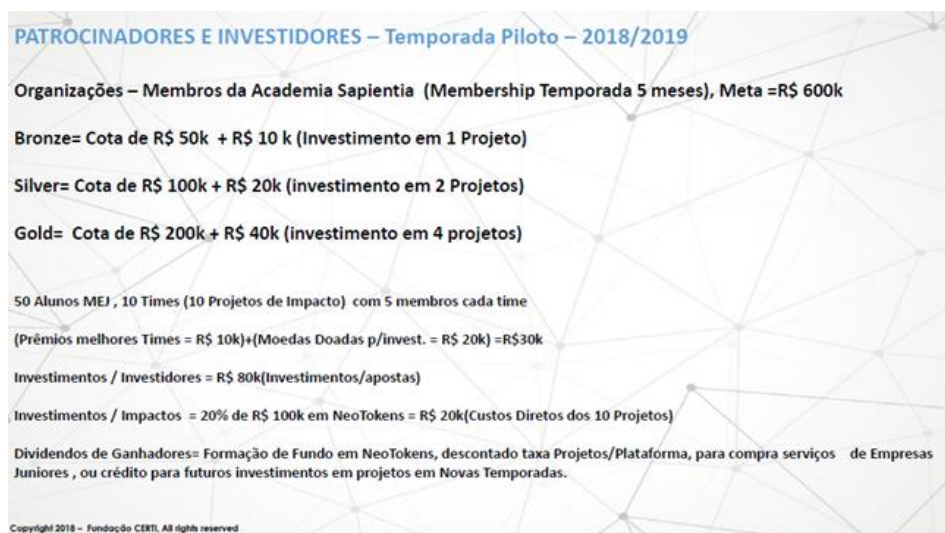 PATROCINADORES E INVESTIDORES – Temporada Piloto – 2018/2019
Organizações – Membros da Academia Sapientia (Membership Temporada 5 meses), Meta =R$ 600k
Bronze= Cota de R$ 50k + R$ 10 k (Investimento em 1 Projeto)
Silver= Cota de R$ 100k + R$ 20k (investimento em 2 Projetos)
Gold= Cota de R$ 200k + R$ 40k (investimento em 4 projetos)
50 Alunos MEJ , 10 Times (10 Projetos de Impacto) com 5 membros cada time
(Prêmios melhores Times = R$ 10k)+(Moedas Doadas p/invest. = R$ 20k) =R$30k
Investimentos / Investidores = R$ 80k(Investimentos/apostas)
Investimentos / Impactos = 20% de R$ 100k em NeoTokens = R$ 20k(Custos Diretos dos 10 Projetos)
Dividendos de Ganhadores= Formação de Fundo em NeoTokens, descontado taxa Projetos/Plataforma, para compra serviços de Empresas
Juniores , ou crédito para futuros investimentos em projetos em Novas Temporadas.
Copyright 2018 – Fundação CERTI, All rights reserved